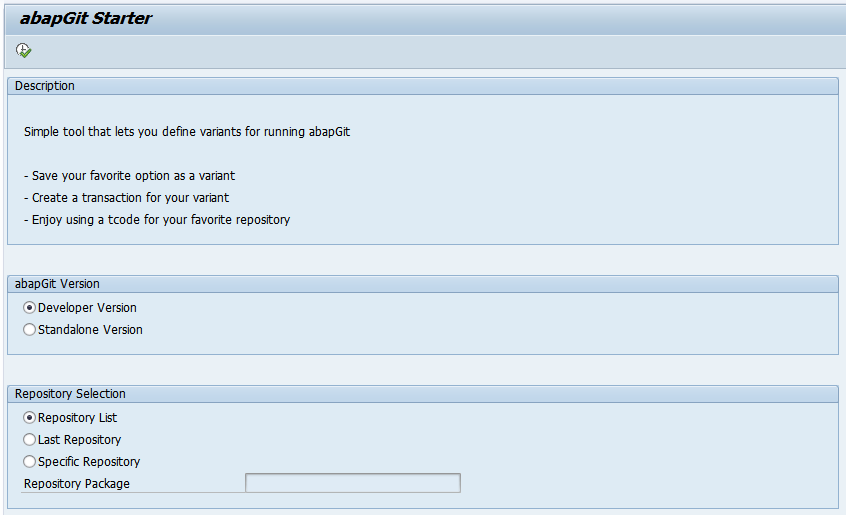 abapGit Starter
Description
Simple tool that lets you define variants for running abapGit
- Save your favorite option as a variant
- Create a transaction for your variant
- Enjoy using a tcode for your favorite repository
abapGit Version
Developer Version
Standalone Version
Repository Selection
Repository List
Last Repository
Specific Repository
Repository Package